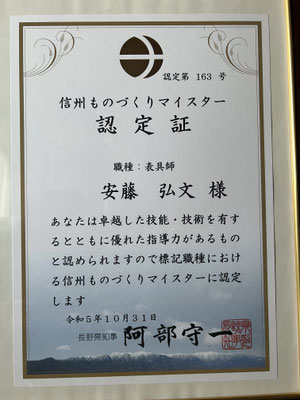 認定第 163 号
信州ものづくりマイスター
認定証
職種：表具師
安藤 弘文 様
あなたは卓越した技能・技術を有す
るとともに優れた指導力があるもの
と認められますので標記職種におけ
る信州ものづくりマイスターに認定
します
令和5年10月31日
長野県知事 阿部守一